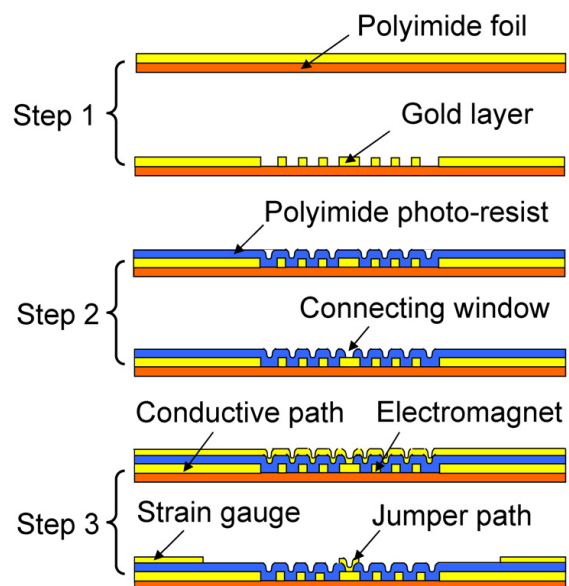 Polyimide foil
Step 1
Gold layer
Polyimide photo-resist
Step 2
Connecting window
Conductive path
Electromagnet
Step 3
Strain gauge
Jumper path